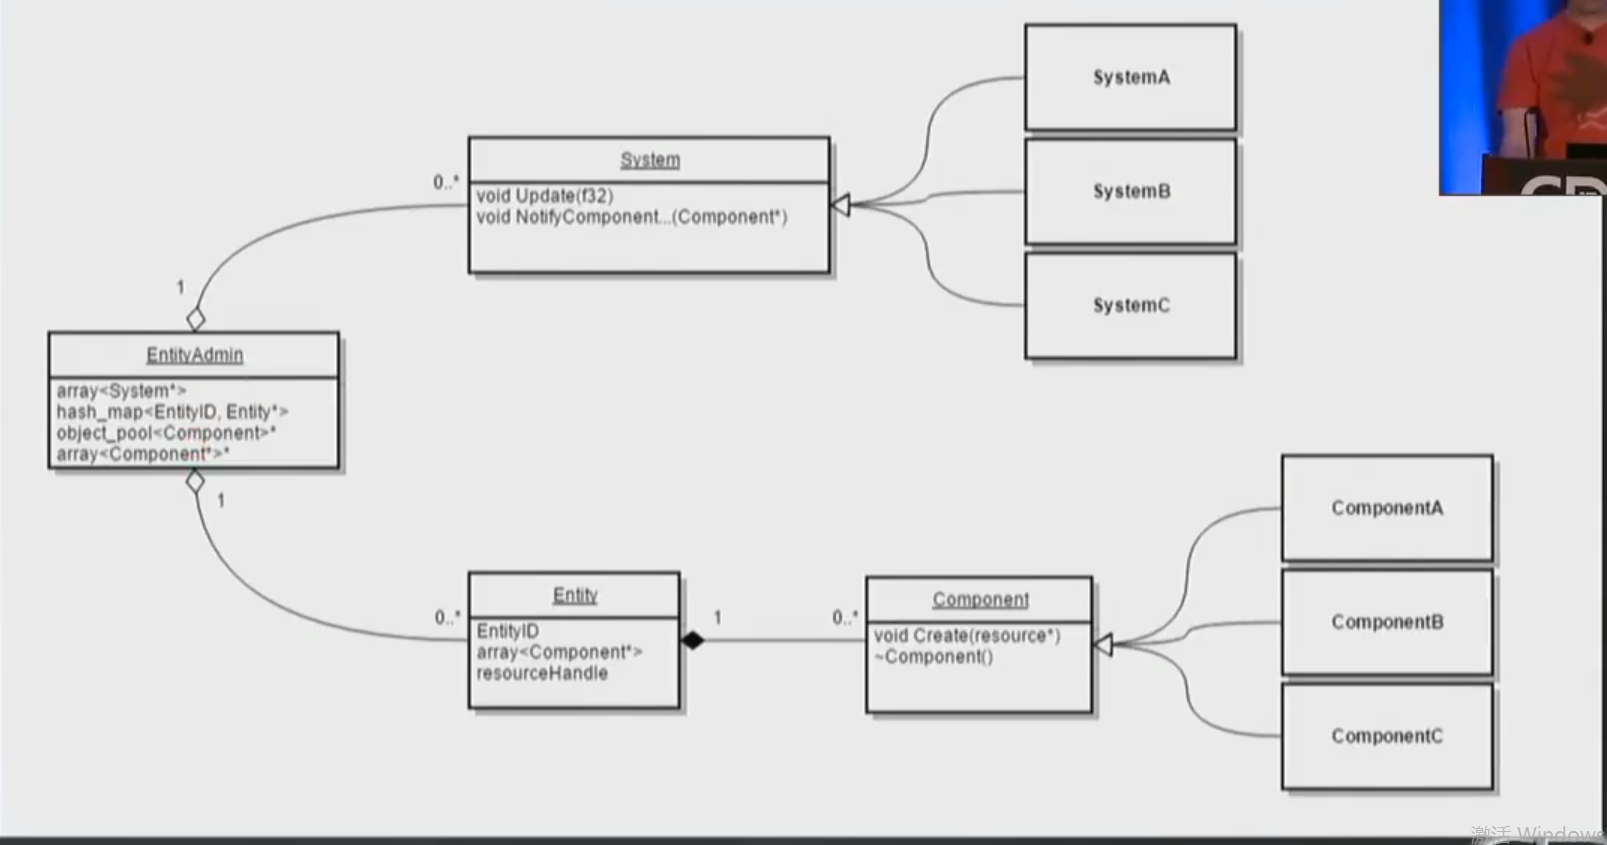 SystemA
System
0..*
void Update(f32)
void NotifyComponent...(Component*)
SystemB
SystemC
1
EntityAdmin
array<System*>
hash_map<EntityID, Entity*>
object_pool<Component>*
array<Component*>*
1
ComponentA
0..*
Entity
EntityID
array<Component*>
resourceHandle
1
0..*
Component
void Create(resource*)
~Component()
ComponentB
ComponentC
激活 Windows